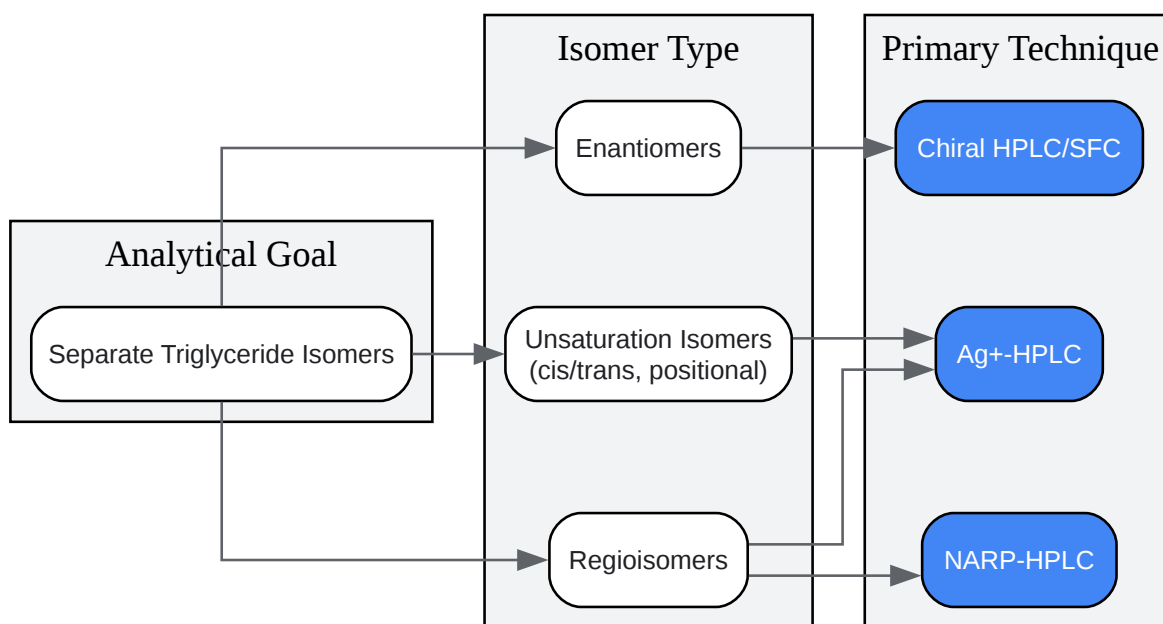 Analytical Goal
Separate Triglyceride Isomers
Isomer Type
Enantiomers
Unsaturation Isomers
(cis/trans, positional)
Regioisomers
Primary Technique
Chiral HPLC/SFC
Ag+-HPLC
NARP-HPLC